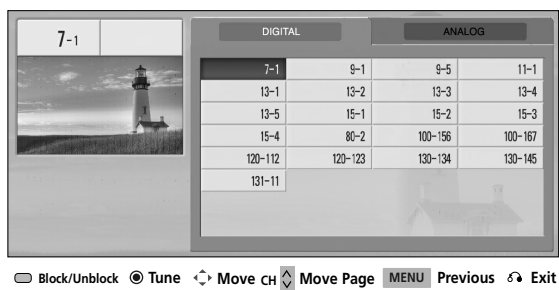 7-1
DIGITAL ANALOG
7-1 9-1 9-5 11-1
13-1 13-2 13-3 13-4
13-5 15-1 15-2 15-3
15-4 80-2 100-156 100-167
120-112 120-123 130-134 130-145
131-11
Block/Unblock Tune Move CH Move Page MENU Previous Exit